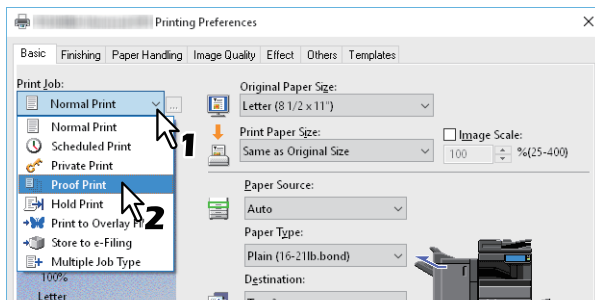 Printing Preferences
Basic Finishing Paper Handling Image Quality Effect Others Templates
Print Job:
Normal Print
...
Normal Print
Scheduled Print
Private Print
Proof Print
Hold Print
Print to Overlay
Store to e-Filing
Multiple Job Type
1
2
100%
Letter
Original Paper Size:
Letter (8 1/2 x 11")
Print Paper Size:
Same as Original Size
Image Scale:
100 %(25-400)
Paper Source:
Auto
Paper Type:
Plain (16-21lb.bond)
Destination: